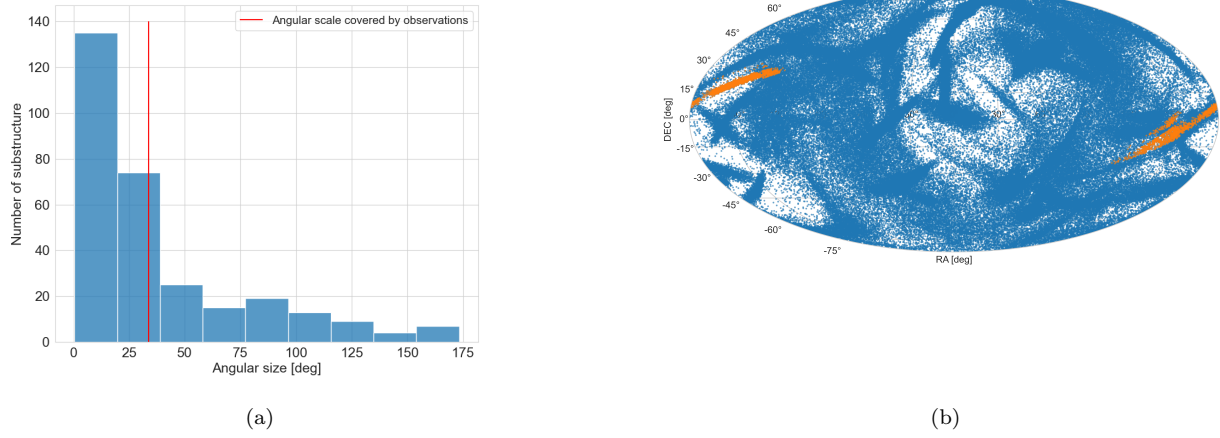 140
120
100
80
60
40
20
0
Number of substructure
Angular scale covered by observations
0 25 50 75 100 125 150 175
Angular size [deg]
(a)
60°
45°
30°
15°
0°
-15°
-30°
-45°
-60°
-75°
DEC [deg]
RA [deg]
(b)